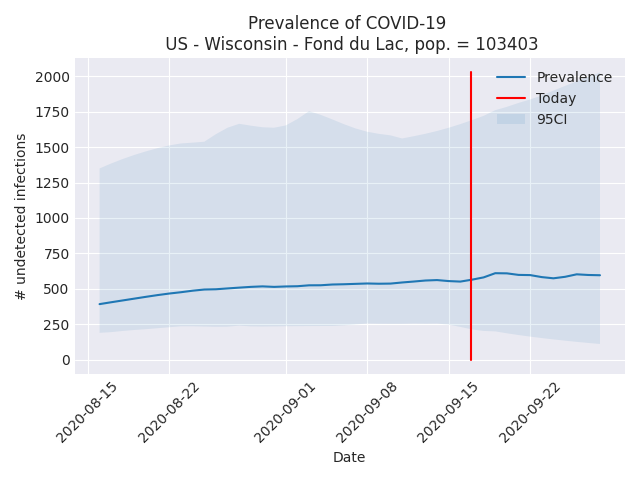 Prevalence of COVID-19
US - Wisconsin - Fond du Lac, pop. = 103403
# undetected infections
2000
1750
1500
1250
1000
750
500
250
0
Prevalence
Today
95CI
2020-08-15
2020-08-22
2020-09-01
2020-09-08
2020-09-15
2020-09-22
Date